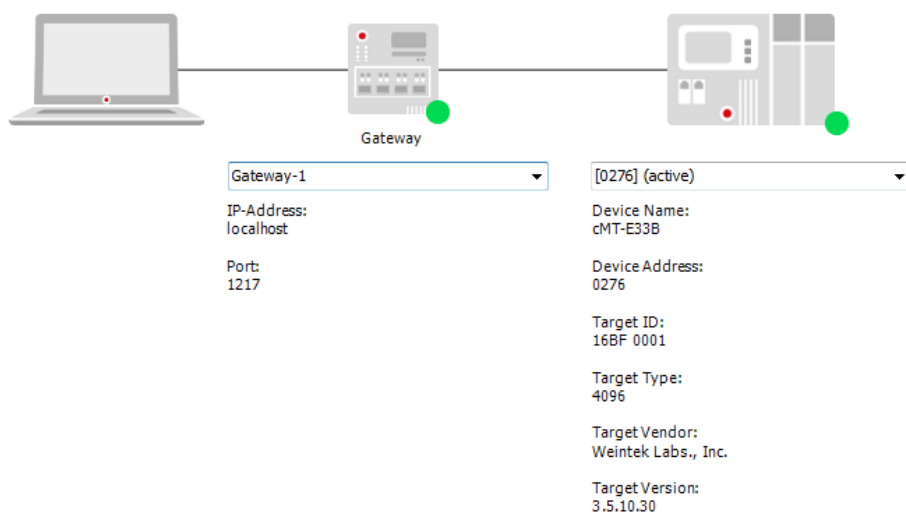 Gateway
Gateway-1
[0276] (active)
IP-Address:
localhost
Port:
1217
Device Name:
cMT-E33B
Device Address:
0276
Target ID:
16BF 0001
Target Type:
4096
Target Vendor:
Weintek Labs., Inc.
Target Version:
3.5.10.30